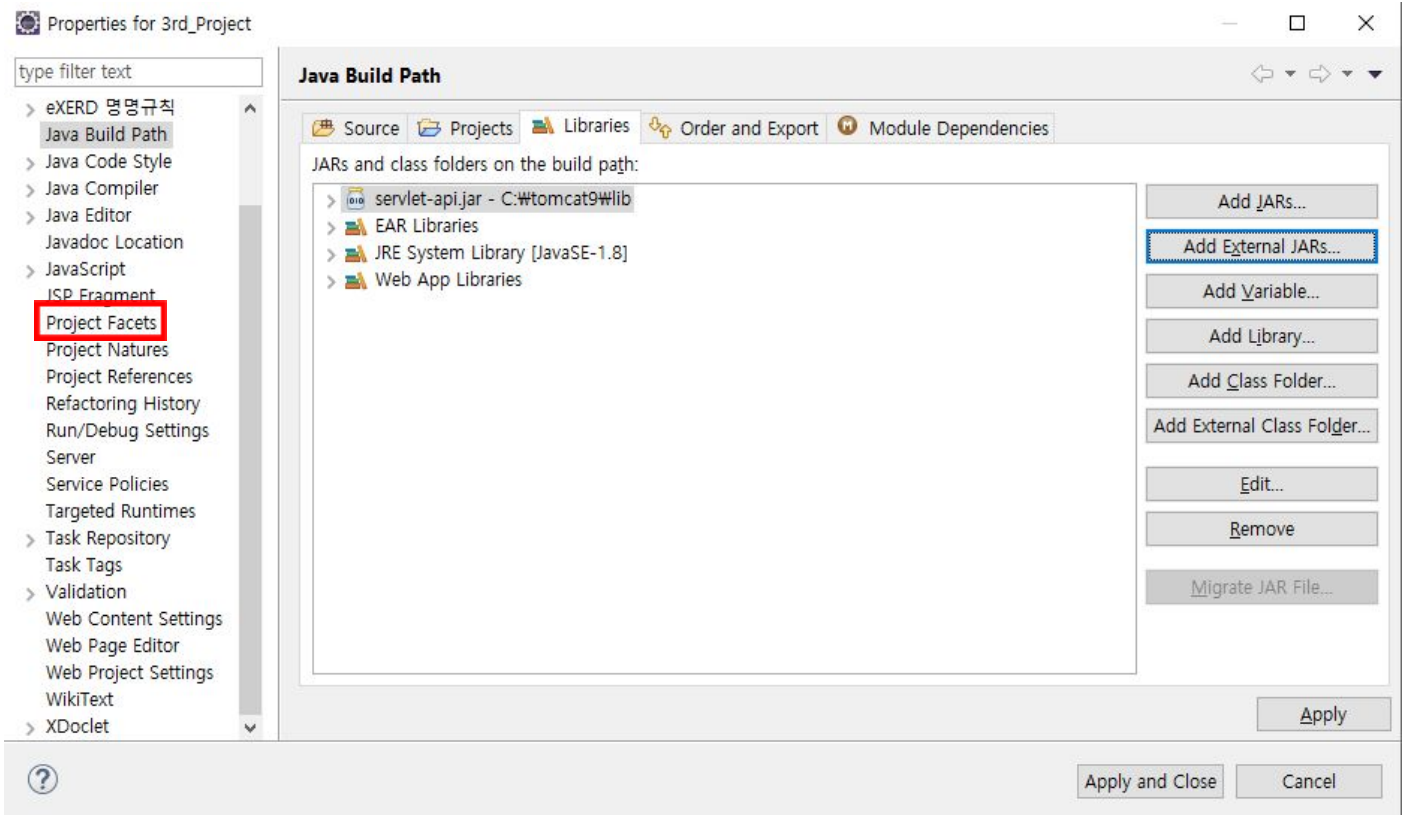 Properties for 3rd_Project
type filter text
eXERD 명명규칙
Java Build Path
Java Code Style
Java Compiler
Java Editor
Javadoc Location
JavaScript
JSP Fragment
Project Facets
Project Natures
Project References
Refactoring History
Run/Debug Settings
Server
Service Policies
Targeted Runtimes
Task Repository
Task Tags
Validation
Web Content Settings
Web Page Editor
Web Project Settings
WikiText
XDoclet
Java Build Path
Source Projects Libraries Order and Export Module Dependencies
JARs and class folders on the build path:
servlet-api.jar - C:₩tomcat9₩lib
EAR Libraries
JRE System Library [JavaSE-1.8]
Web App Libraries
Add JARs...
Add External JARs...
Add Variable...
Add Library...
Add Class Folder...
Add External Class Folder...
Edit...
Remove
Migrate JAR File...
Apply
Apply and Close Cancel